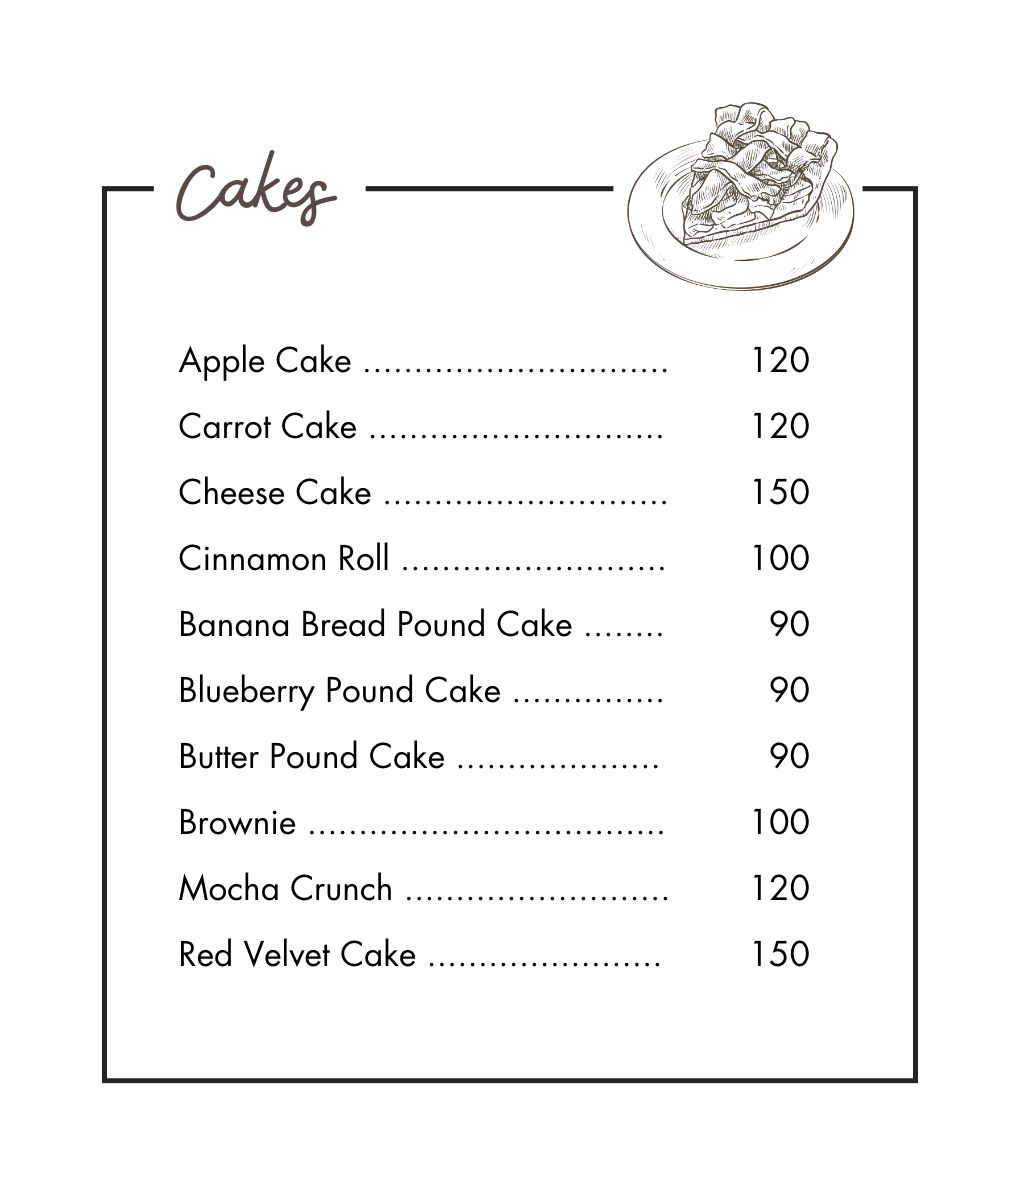 Cakes
Apple Cake .............................. 120
Carrot Cake ............................. 120
Cheese Cake ............................ 150
Cinnamon Roll .......................... 100
Banana Bread Pound Cake ........ 90
Blueberry Pound Cake ............... 90
Butter Pound Cake .................... 90
Brownie ................................... 100
Mocha Crunch .......................... 120
Red Velvet Cake ....................... 150